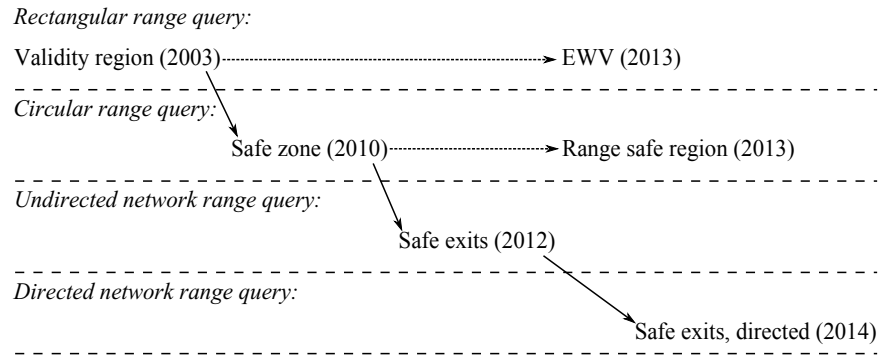 Rectangular range query:
Validity region (2003) EWV (2013)
Circular range query:
Safe zone (2010) Range safe region (2013)
Undirected network range query:
Safe exits (2012)
Directed network range query:
Safe exits, directed (2014)